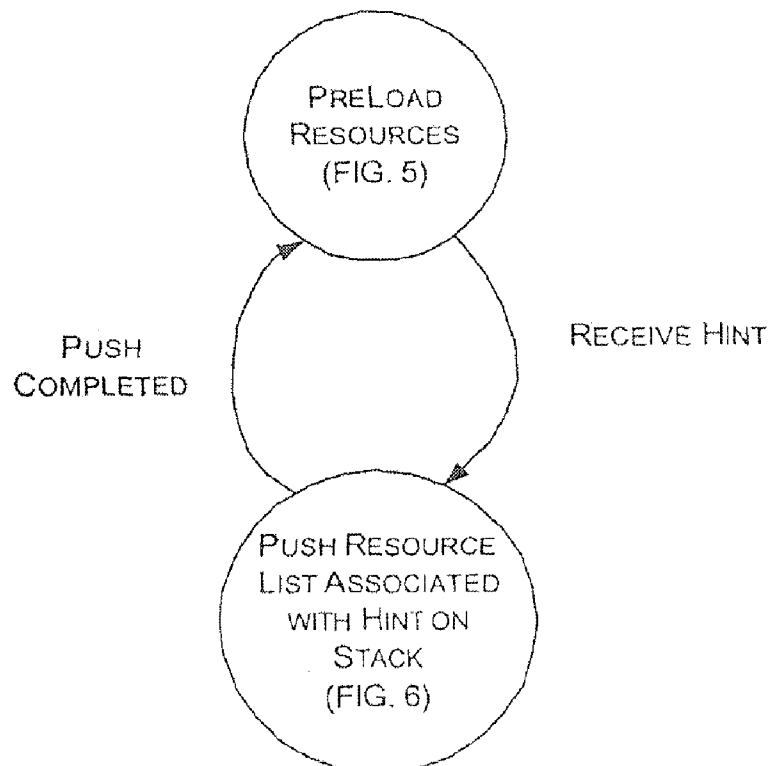 PRELOAD
RESOURCES
(FIG. 5)
RECEIVE HINT
PUSH
COMPLETED
PUSH RESOURCE
LIST ASSOCIATED
WITH HINT ON
STACK
(FIG. 6)